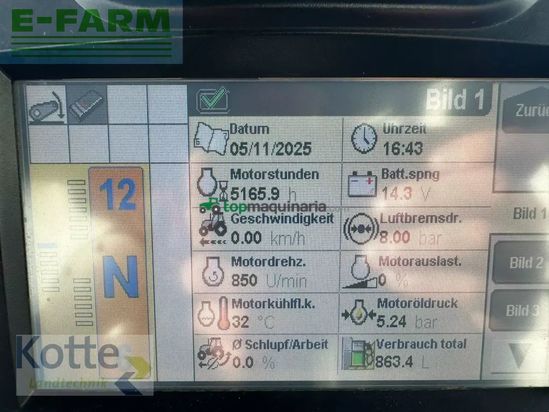 E-FARM
Bild 1
Zurü
Datum
05/11/2025
Uhrzeit
16:43
Motorstunden
5165.9 h
Batt.spng
14.3 V
topmaquinaria
Geschwindigkeit
0.00 km/h
Luftbremsdr.
8.00 bar
Bild 1
12
N
Motordrehz.
850 U/min
Motorauslast.
0 %
Bild 2
Motorkühlfl.k.
32 °C
Motoröldruck
5.24 bar
Bild 3
Ø Schlupf/Arbeit
0.0 %
Verbrauch total
863.4 L
Kotte
Landtechnik